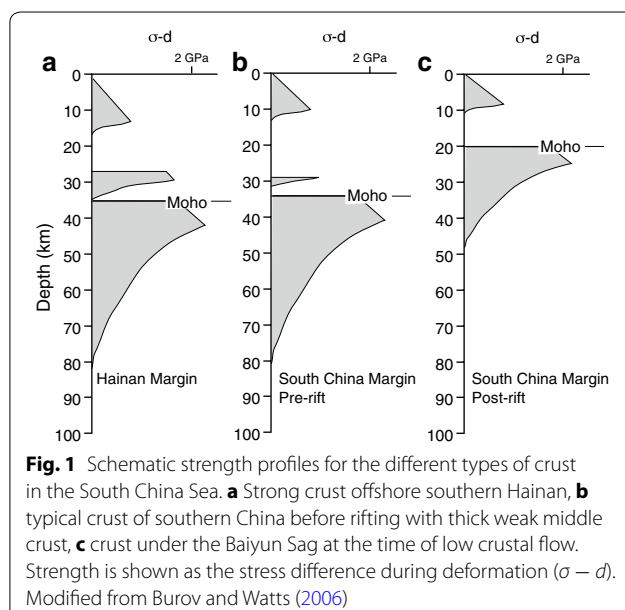 σ-d
σ-d
σ-d
a
2 GPa
b
2 GPa
c
2 GPa
0
10
20
30
40
50
60
70
80
90
100
Depth (km)
Moho
Hainan Margin
0
10
20
30
40
50
60
70
80
90
100
Moho
South China Margin
Pre-rift
0
10
20
30
40
50
60
70
80
90
100
Moho
South China Margin
Post-rift
Fig. 1 Schematic strength profiles for the different types of crust
in the South China Sea. a Strong crust offshore southern Hainan, b
typical crust of southern China before rifting with thick weak middle
crust, c crust under the Baiyun Sag at the time of low crustal flow.
Strength is shown as the stress difference during deformation (σ − d).
Modified from Burov and Watts (2006)